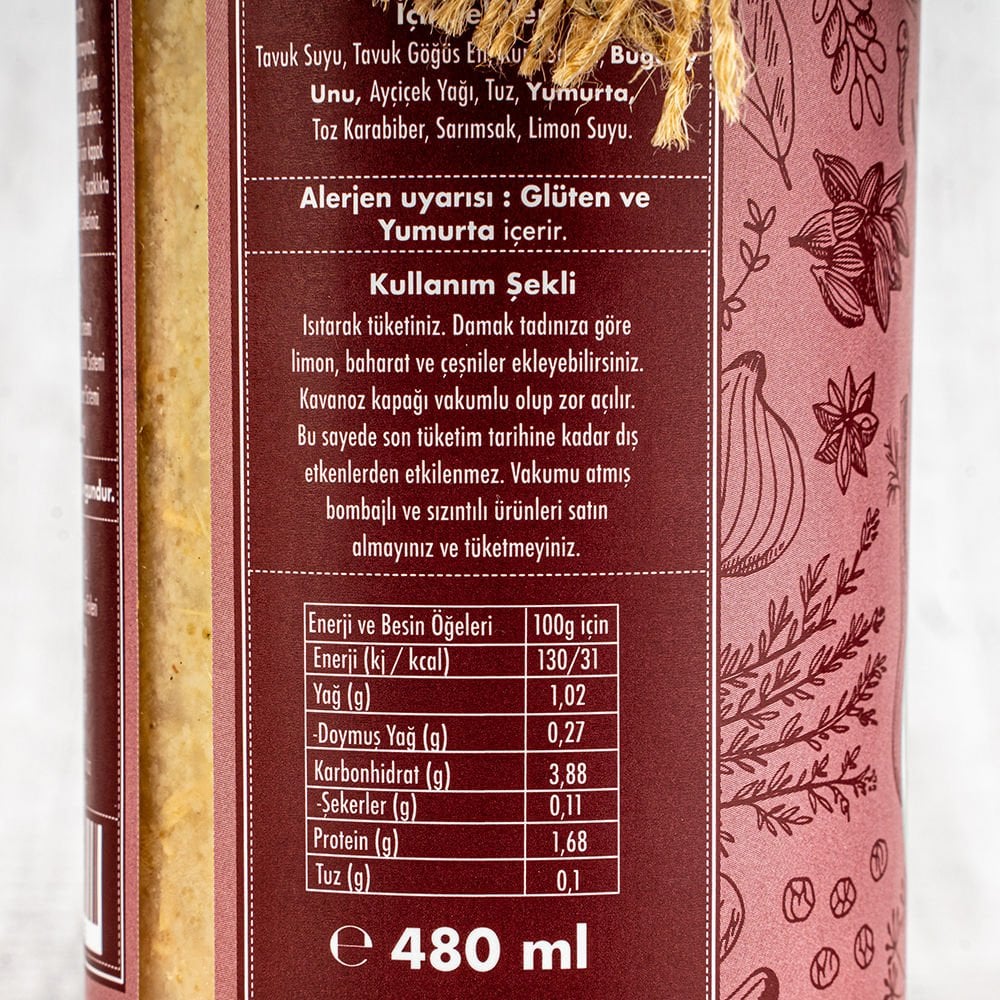 Tavuk Suyu, Tavuk Göğüs
Unu, Ayçiçek Yağı, Tuz, Yumurta,
Toz Karabiber, Sarımsak, Limon Suyu.
Alerjen uyarısı : Glüten ve
Yumurta içerir.
Kullanım Şekli
Isıtarak tüketiniz. Damak tadınıza göre
limon, baharat ve çeşniler ekleyebilirsiniz.
Kavanoz kapağı vakumlu olup zor açılır.
Bu sayede son tüketim tarihine kadar dış
etkenlerden etkilenmez. Vakumu atmış
bombajlı ve sızıntılı ürünleri satın
almayınız ve tüketmeyiniz.
Enerji ve Besin Öğeleri 100g için
Enerji (kj / kcal) 130/31
Yağ (g) 1,02
-Doymuş Yağ (g) 0,27
Karbonhidrat (g) 3,88
-Şekerler (g) 0,11
Protein (g) 1,68
Tuz (g) 0,1
℮ 480 ml